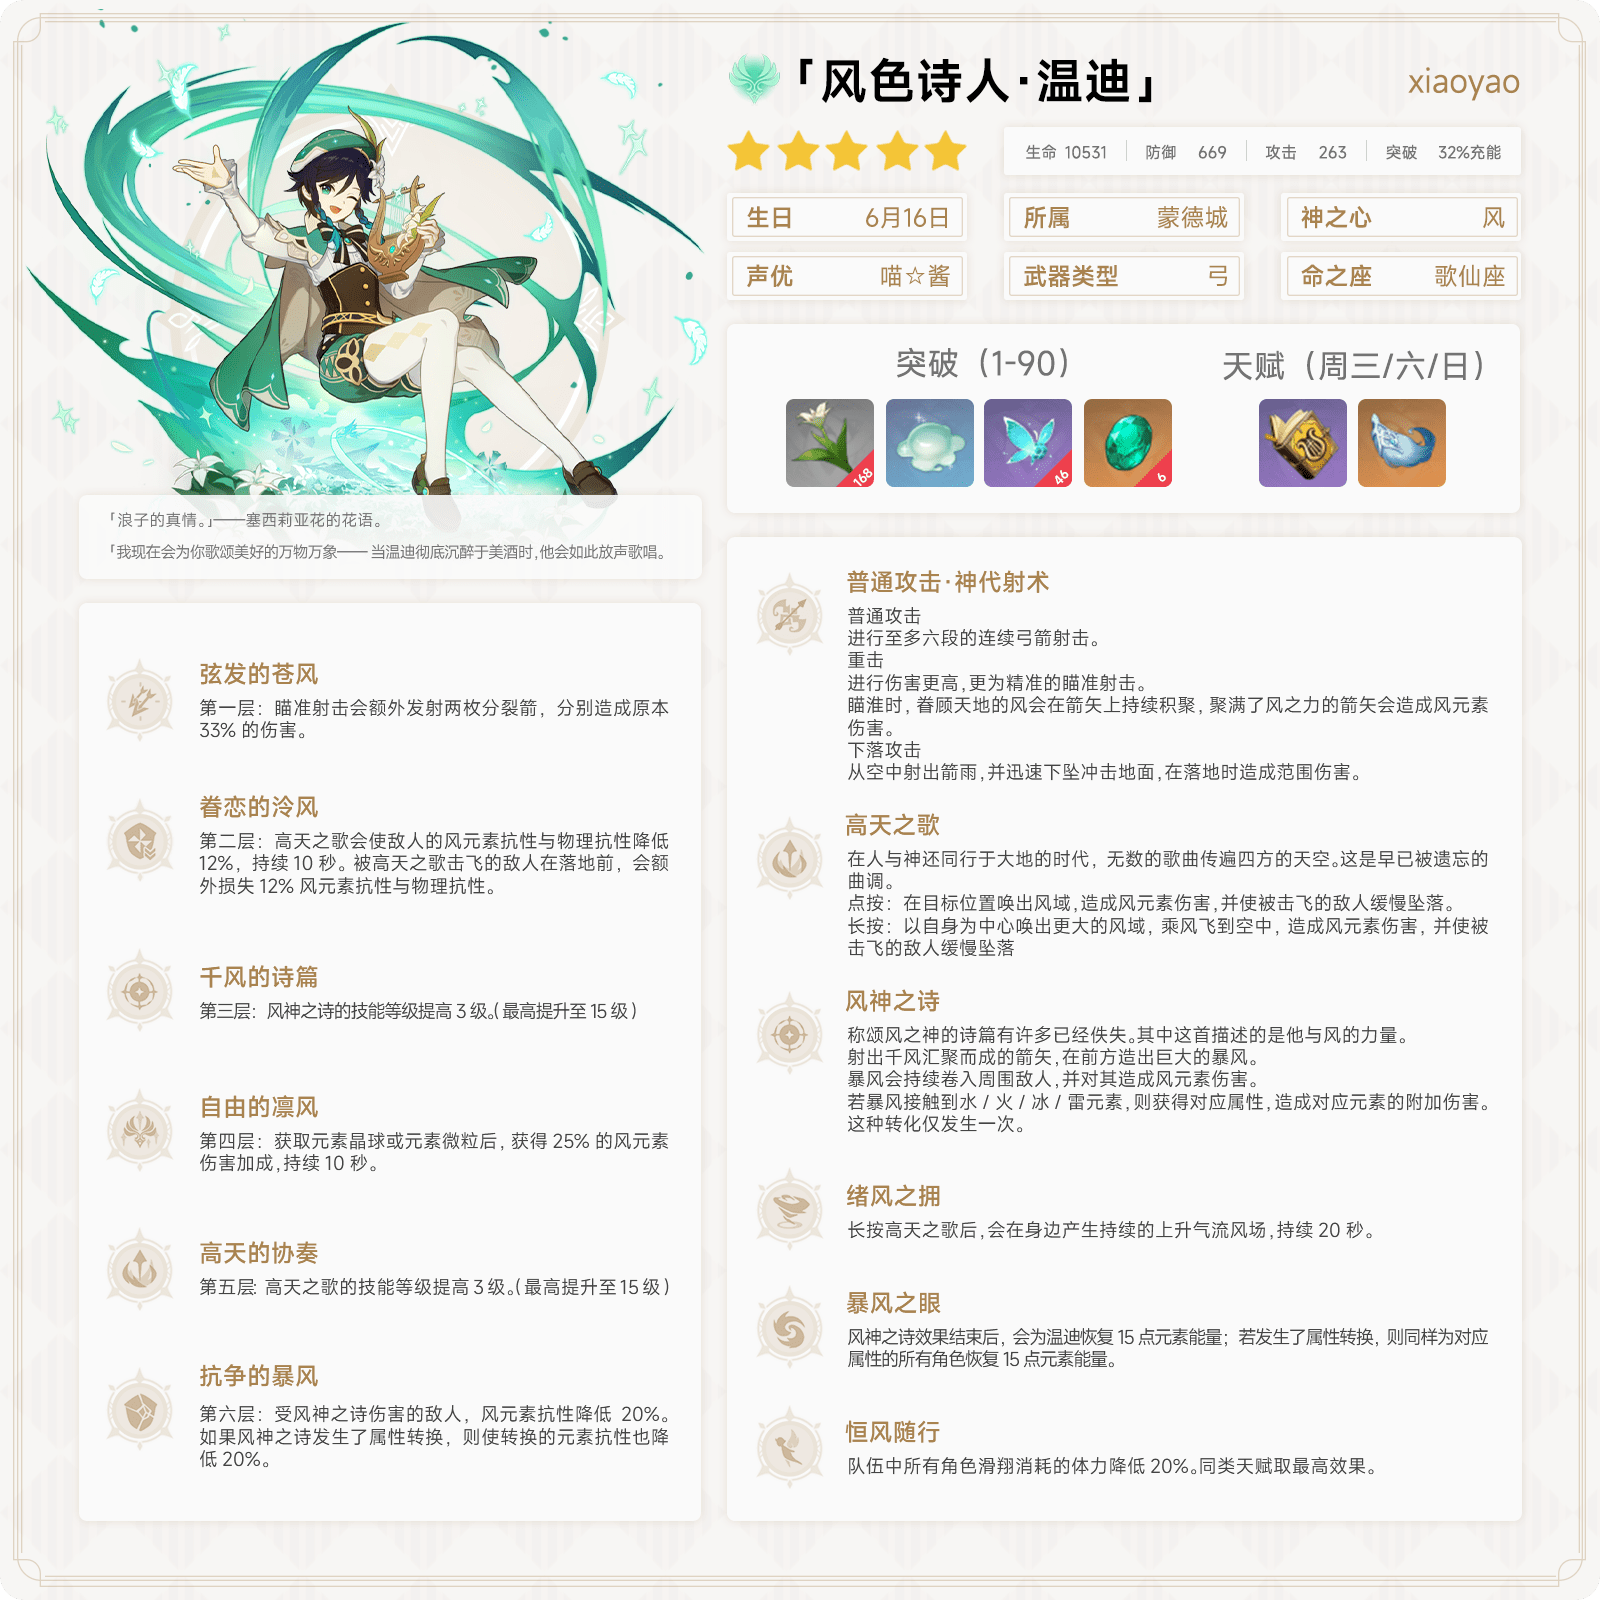 「风色诗人·温迪」
xiaoyao
生命 10531 防御 669 攻击 263 突破 32%充能
生日 6月16日 所属 蒙德城 神之心 风
声优 喵☆酱 武器类型 弓 命之座 歌仙座
突破（1-90） 天赋（周三/六/日）
168 46 6
「浪子的真情。」——塞西莉亚花的花语。
「我现在会为你歌颂美好的万物万象—— 当温迪彻底沉醉于美酒时,他会如此放声歌唱。
弦发的苍风
第一层：瞄准射击会额外发射两枚分裂箭，分别造成原本
33% 的伤害。
眷恋的泠风
第二层：高天之歌会使敌人的风元素抗性与物理抗性降低
12%，持续 10 秒。被高天之歌击飞的敌人在落地前，会额
外损失 12% 风元素抗性与物理抗性。
千风的诗篇
第三层：风神之诗的技能等级提高 3 级。(最高提升至 15 级)
自由的凛风
第四层：获取元素晶球或元素微粒后，获得 25% 的风元素
伤害加成,持续 10 秒。
高天的协奏
第五层: 高天之歌的技能等级提高 3 级。(最高提升至 15 级)
抗争的暴风
第六层：受风神之诗伤害的敌人，风元素抗性降低 20%。
如果风神之诗发生了属性转换，则使转换的元素抗性也降
低 20%。
普通攻击·神代射术
普通攻击
进行至多六段的连续弓箭射击。
重击
进行伤害更高,更为精准的瞄准射击。
瞄淮时，眷顾天地的风会在箭矢上持续积聚，聚满了风之力的箭矢会造成风元素
伤害。
下落攻击
从空中射出箭雨,并迅速下坠冲击地面,在落地时造成范围伤害。
高天之歌
在人与神还同行于大地的时代，无数的歌曲传遍四方的天空。这是早已被遗忘的
曲调。
点按：在目标位置唤出风域,造成风元素伤害,并使被击飞的敌人缓慢坠落。
长按：以自身为中心唤出更大的风域，乘风飞到空中，造成风元素伤害，并使被
击飞的敌人缓慢坠落
风神之诗
称颂风之神的诗篇有许多已经佚失。其中这首描述的是他与风的力量。
射出千风汇聚而成的箭矢,在前方造出巨大的暴风。
暴风会持续卷入周围敌人,并对其造成风元素伤害。
若暴风接触到水 / 火 / 冰 / 雷元素,则获得对应属性,造成对应元素的附加伤害。
这种转化仅发生一次。
绪风之拥
长按高天之歌后,会在身边产生持续的上升气流风场,持续 20 秒。
暴风之眼
风神之诗效果结束后，会为温迪恢复 15 点元素能量；若发生了属性转换，则同样为对应
属性的所有角色恢复 15 点元素能量。
恒风随行
队伍中所有角色滑翔消耗的体力降低 20%。同类天赋取最高效果。